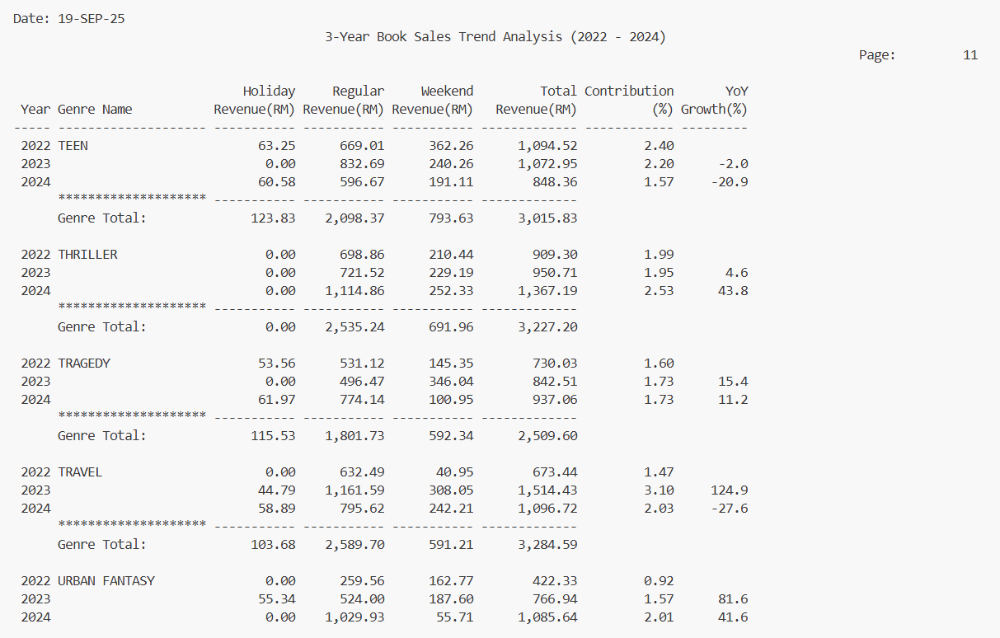 Date: 19-SEP-25
3-Year Book Sales Trend Analysis (2022 - 2024)
Page:         11
                               Holiday     Regular     Weekend         Total Contribution       YoY
 Year Genre Name           Revenue(RM) Revenue(RM) Revenue(RM)   Revenue(RM)          (%) Growth(%)
----- -------------------- ----------- ----------- ----------- ------------- ------------ ---------
 2022 TEEN                       63.25      669.01      362.26      1,094.52         2.40
 2023                             0.00      832.69      240.26      1,072.95         2.20      -2.0
 2024                            60.58      596.67      191.11        848.36         1.57     -20.9
      ******************** ----------- ----------- ----------- -------------
      Genre Total:              123.83    2,098.37      793.63      3,015.83
 2022 THRILLER                    0.00      698.86      210.44        909.30         1.99
 2023                             0.00      721.52      229.19        950.71         1.95       4.6
 2024                             0.00    1,114.86      252.33      1,367.19         2.53      43.8
      ******************** ----------- ----------- ----------- -------------
      Genre Total:                0.00    2,535.24      691.96      3,227.20
 2022 TRAGEDY                    53.56      531.12      145.35        730.03         1.60
 2023                             0.00      496.47      346.04        842.51         1.73      15.4
 2024                            61.97      774.14      100.95        937.06         1.73      11.2
      ******************** ----------- ----------- ----------- -------------
      Genre Total:              115.53    1,801.73      592.34      2,509.60
 2022 TRAVEL                      0.00      632.49       40.95        673.44         1.47
 2023                            44.79    1,161.59      308.05      1,514.43         3.10     124.9
 2024                            58.89      795.62      242.21      1,096.72         2.03     -27.6
      ******************** ----------- ----------- ----------- -------------
      Genre Total:              103.68    2,589.70      591.21      3,284.59
 2022 URBAN FANTASY               0.00      259.56      162.77        422.33         0.92
 2023                            55.34      524.00      187.60        766.94         1.57      81.6
 2024                             0.00    1,029.93       55.71      1,085.64         2.01      41.6